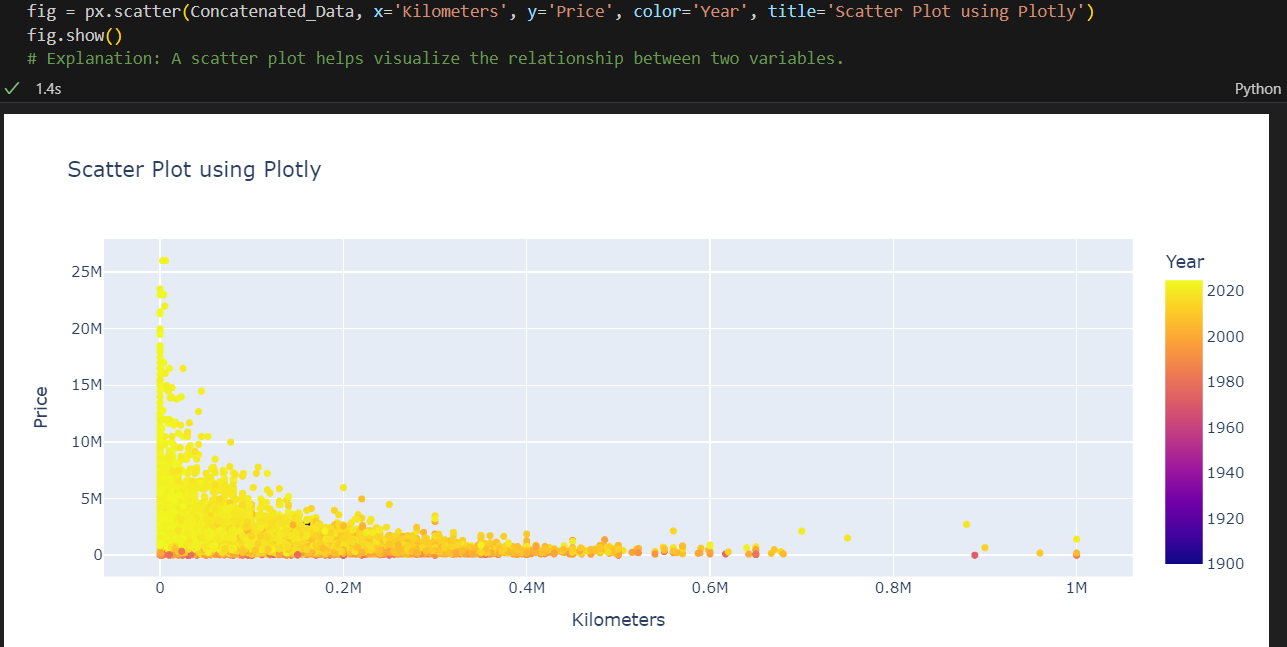 fig = px.scatter(Concatenated_Data, x='Kilometers', y='Price', color='Year', title='Scatter Plot using Plotly')
fig.show()
# Explanation: A scatter plot helps visualize the relationship between two variables.
1.4s
Python
Scatter Plot using Plotly
Year
25M
20M
15M
10M
5M
0
Price
0
0.2M
0.4M
0.6M
0.8M
1M
Kilometers
2020
2000
1980
1960
1940
1920
1900